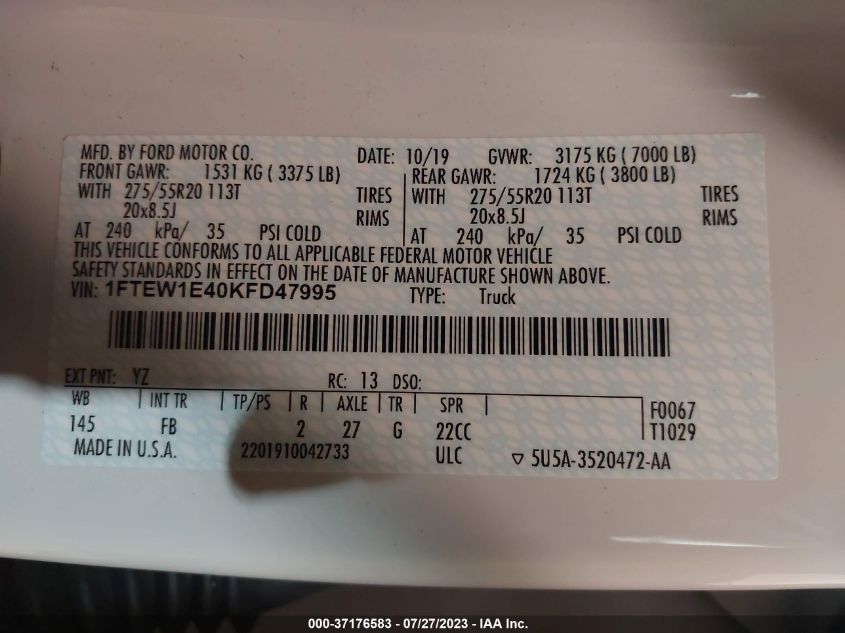 MFD. BY FORD MOTOR CO. DATE: 10/19 GVWR: 3175 KG ( 7000 LB)
FRONT GAWR: 1531 KG ( 3375 LB) REAR GAWR: 1724 KG ( 3800 LB)
WITH 275/55R20 113T TIRES WITH 275/55R20 113T TIRES
20x8.5J RIMS 20x8.5J RIMS
AT 240 kPa/ 35 PSI COLD AT 240 kPa/ 35 PSI COLD
THIS VEHICLE CONFORMS TO ALL APPLICABLE FEDERAL MOTOR VEHICLE
SAFETY STANDARDS IN EFFECT ON THE DATE OF MANUFACTURE SHOWN ABOVE.
VIN: 1FTEW1E40KFD47995 TYPE: Truck
EXT PNT: YZ RC: 13 DSO:
WB INT TR TP/PS R AXLE TR SPR F0067
145 FB 2 27 G 22CC T1029
MADE IN U.S.A. 2201910042733 ULC ▽ 5U5A-3520472-AA
000-37176583 / 07/27/2023 - IAA Inc.